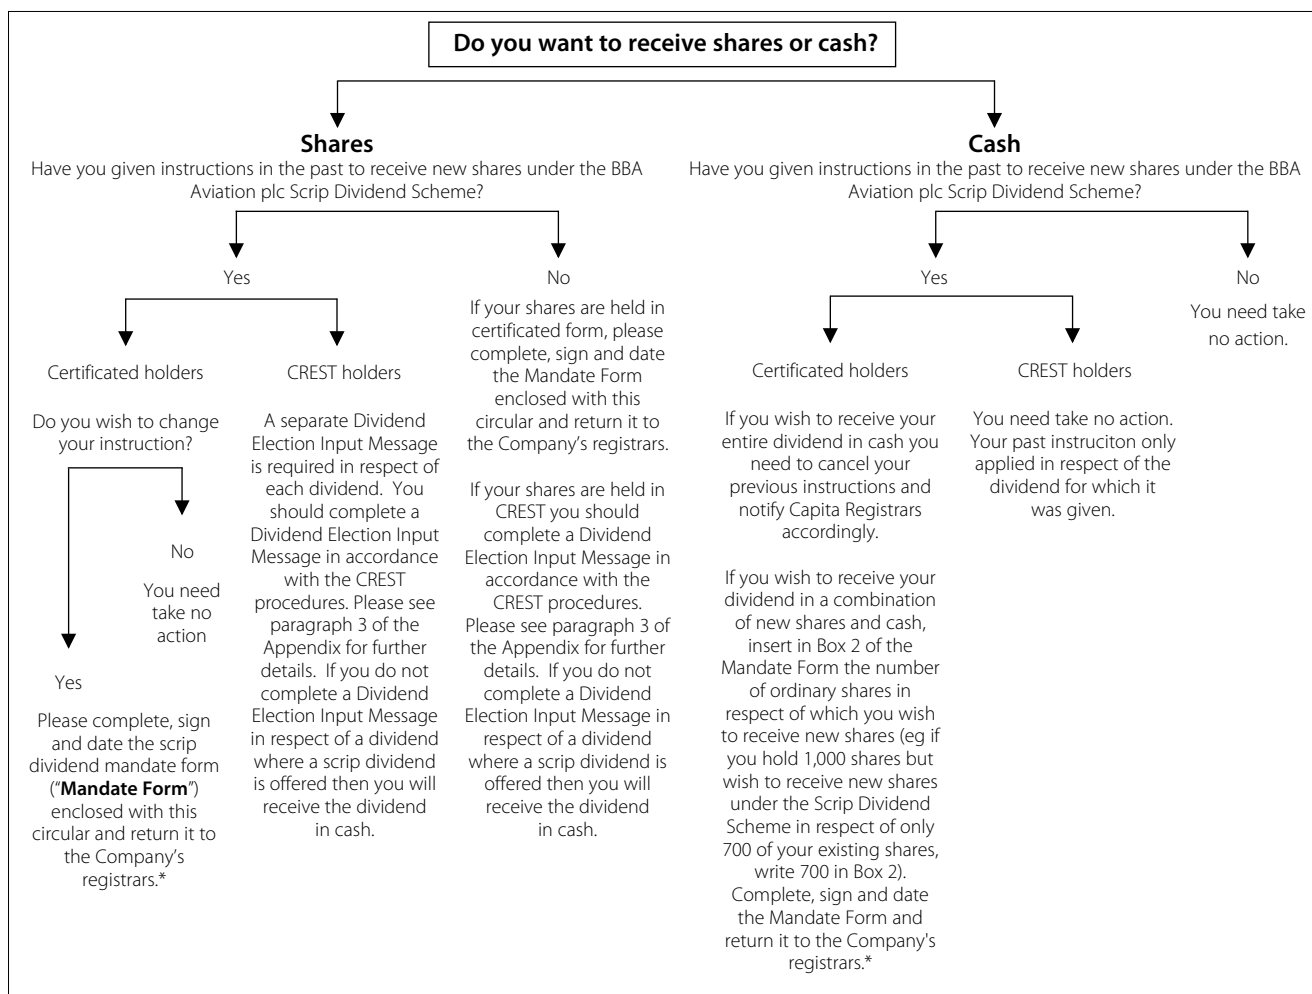 Do you want to receive shares or cash?
Shares
Have you given instructions in the past to receive new shares under the BBA
Aviation plc Scrip Dividend Scheme?
Yes
Certificated holders
Do you wish to change
your instruction?
No
You need
take no
action
Yes
Please complete, sign
and date the scrip
dividend mandate form
(“Mandate Form”)
enclosed with this
circular and return it to
the Company’s
registrars.*
CREST holders
A separate Dividend
Election Input Message
is required in respect of
each dividend. You
should complete a
Dividend Election Input
Message in accordance
with the CREST
procedures. Please see
paragraph 3 of the
Appendix for further
details. If you do not
complete a Dividend
Election Input Message
in respect of a dividend
where a scrip dividend
is offered then you will
receive the dividend
in cash.
No
If your shares are held in
certificated form, please
complete, sign and date
the Mandate Form
enclosed with this
circular and return it to
the Company’s registrars.
If your shares are held in
CREST you should
complete a Dividend
Election Input Message in
accordance with the
CREST procedures.
Please see paragraph 3 of
the Appendix for further
details. If you do not
complete a Dividend
Election Input Message in
respect of a dividend
where a scrip dividend is
offered then you will
receive the dividend
in cash.
Cash
Have you given instructions in the past to receive new shares under the BBA
Aviation plc Scrip Dividend Scheme?
Yes
Certificated holders
If you wish to receive your
entire dividend in cash you
need to cancel your
previous instructions and
notify Capita Registrars
accordingly.
If you wish to receive your
dividend in a combination
of new shares and cash,
insert in Box 2 of the
Mandate Form the number
of ordinary shares in
respect of which you wish
to receive new shares (eg if
you hold 1,000 shares but
wish to receive new shares
under the Scrip Dividend
Scheme in respect of only
700 of your existing shares,
write 700 in Box 2).
Complete, sign and date
the Mandate Form and
return it to the Company's
registrars.*
CREST holders
You need take no action.
Your past instruciton only
applied in respect of the
dividend for which it
was given.
No
You need take
no action.